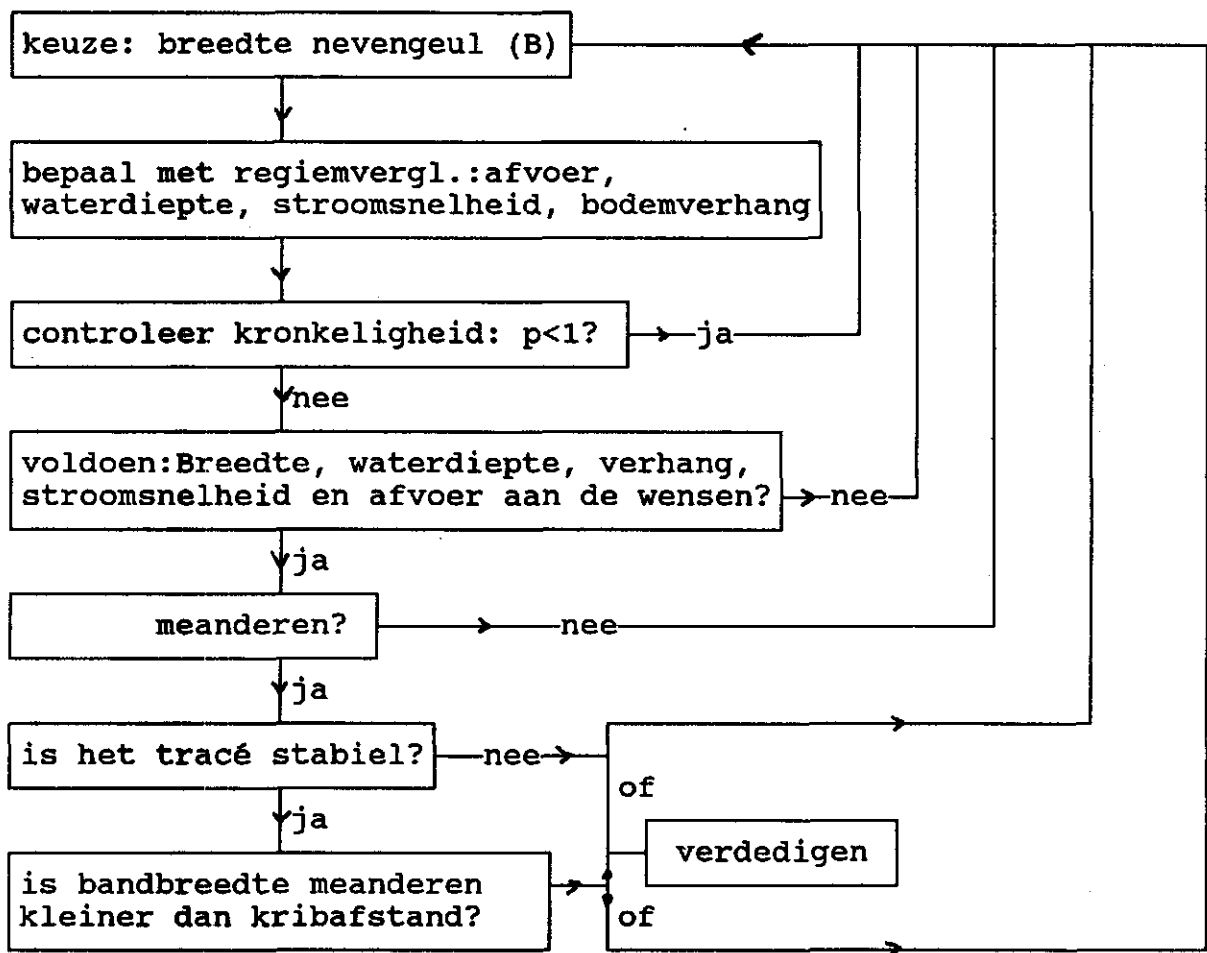 keuze: breedte nevengeul (B)
bepaal met regiemvergl.:afvoer,
waterdiepte, stroomsnelheid, bodemverhang
controleer kronkeligheid: p<1?
ja
nee
voldoen:Breedte, waterdiepte, verhang,
stroomsnelheid en afvoer aan de wensen?
nee
ja
meanderen?
nee
ja
is het tracé stabiel?
nee
of
ja
verdedigen
is bandbreedte meanderen
kleiner dan kribafstand?
of